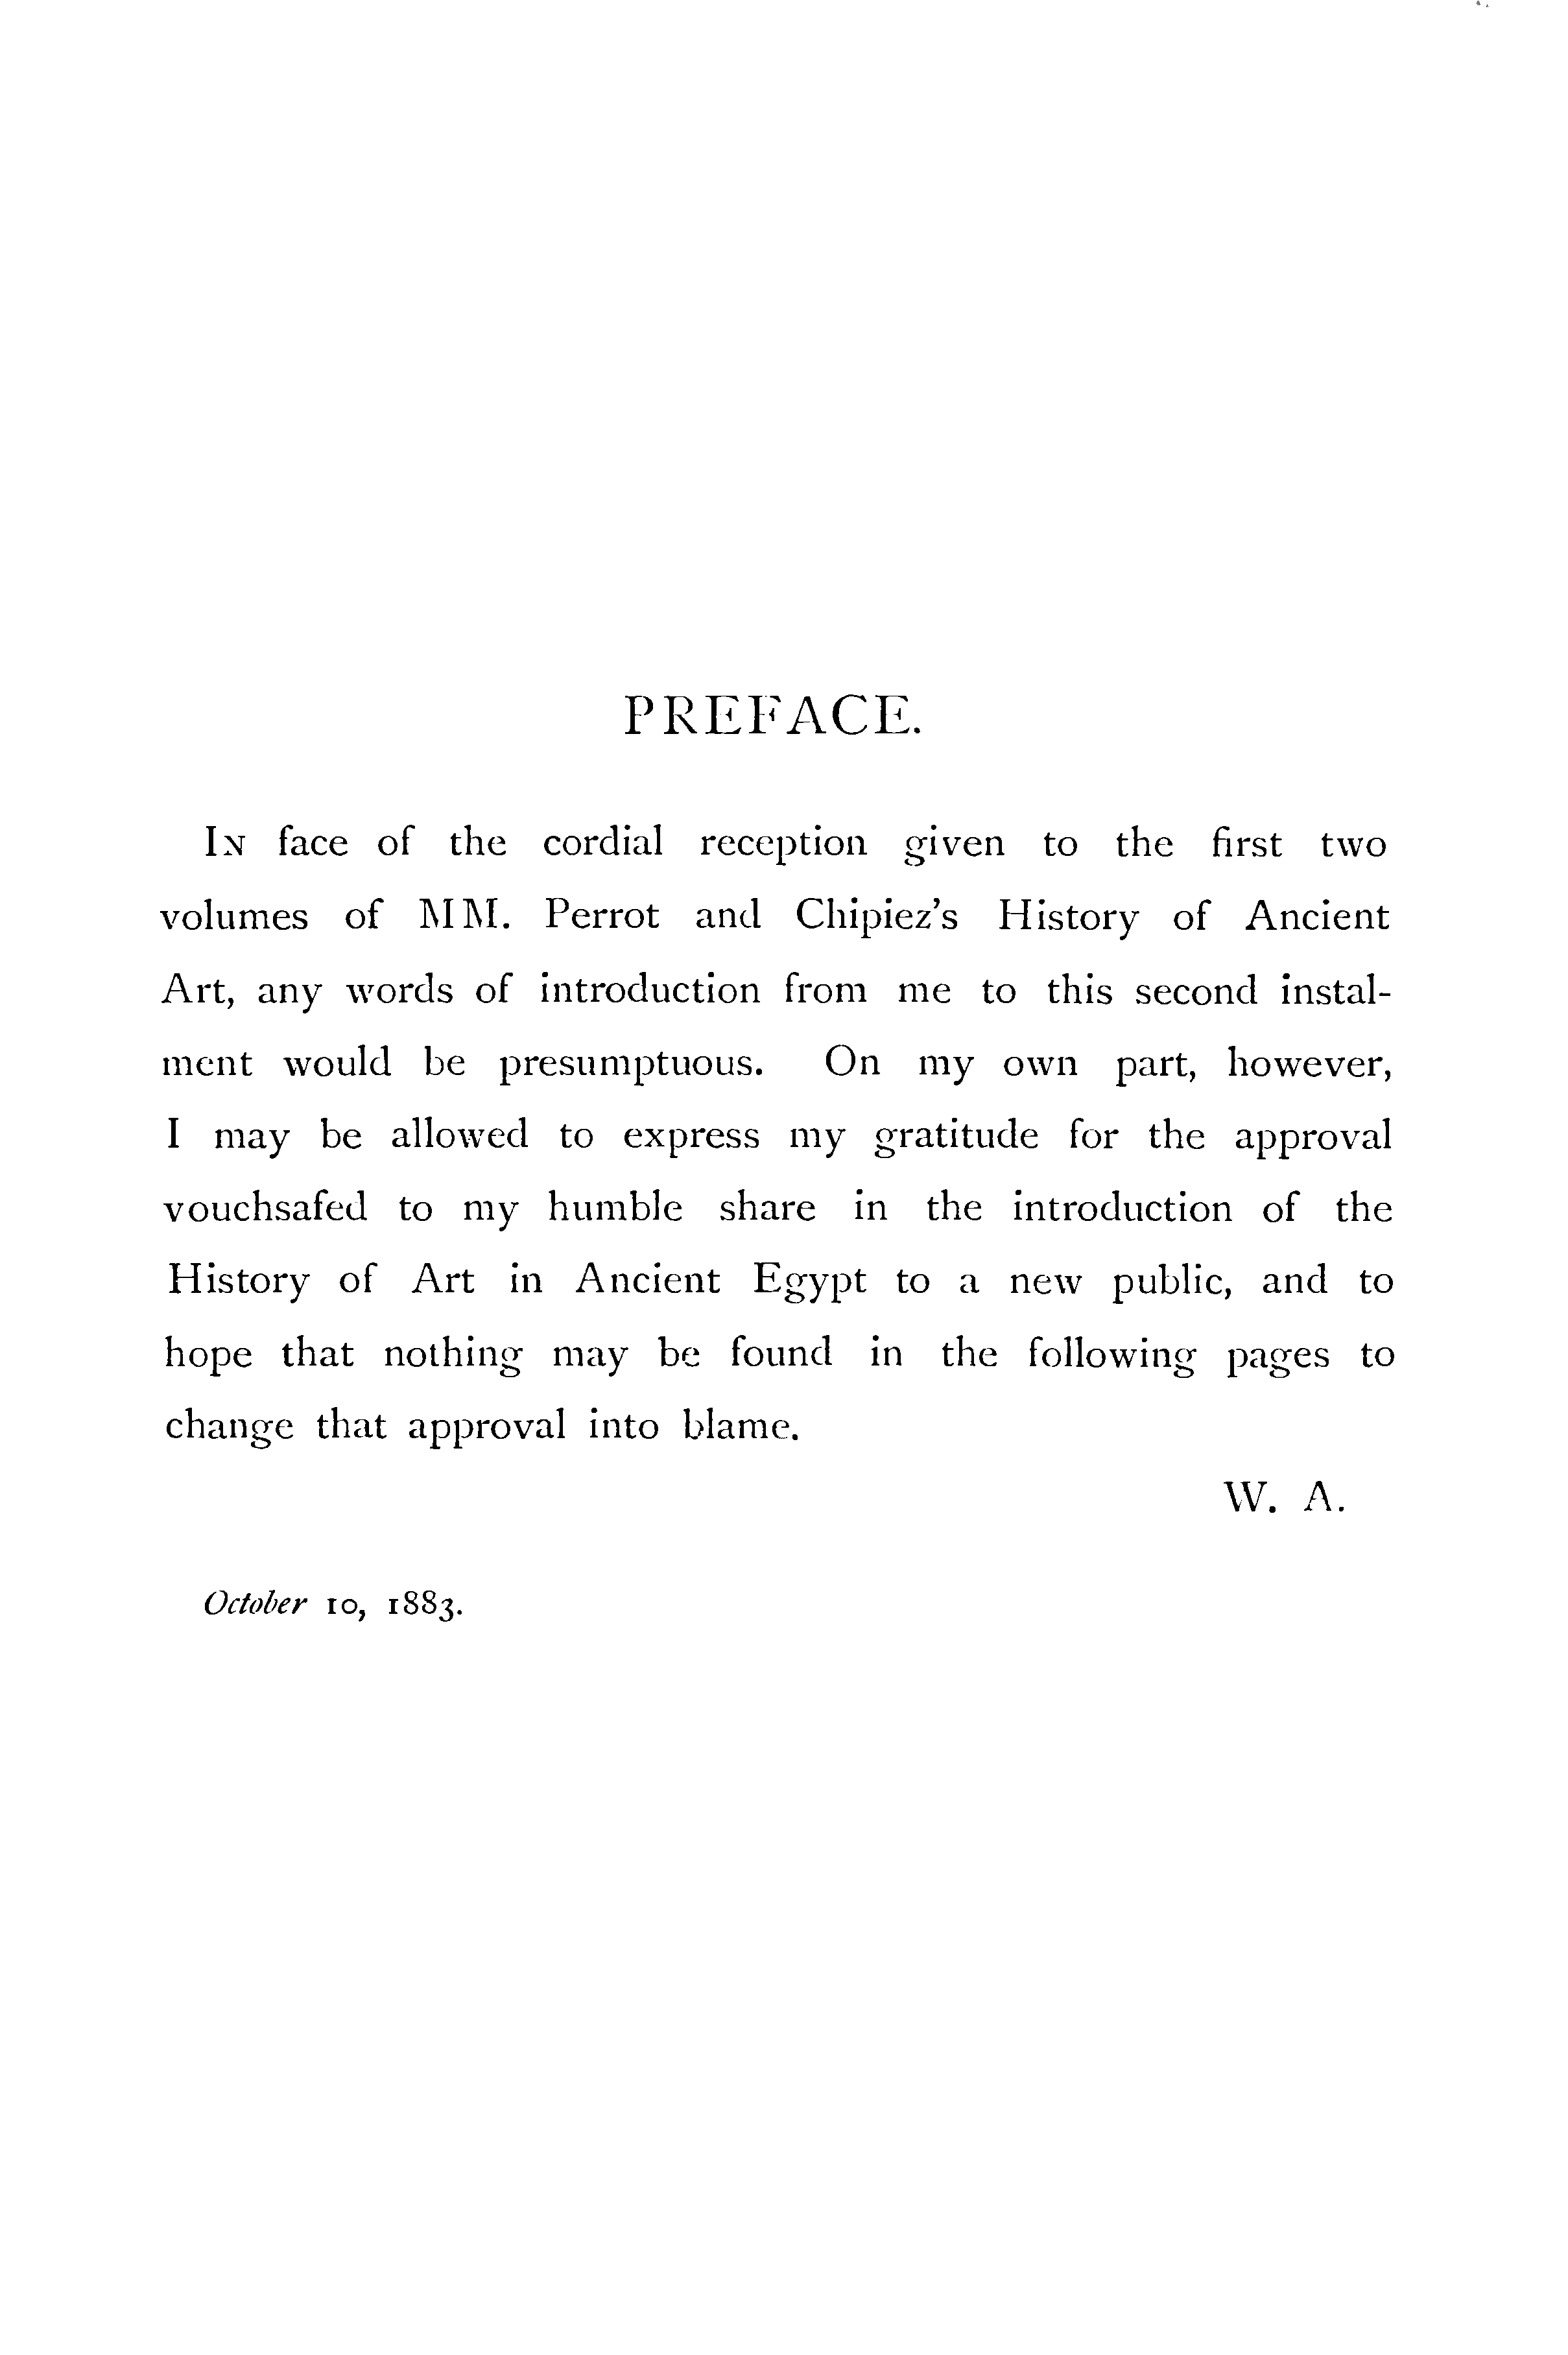 PREFACE.
In face of the cordial reception given to the first two
volumes of MM. Perrot and Chipiez's History of Ancient
Art, any words of introduction from me to this second instal-
ment would be presumptuous. On my own part, however,
I may be allowed to express my gratitude for the approval
vouchsafed to my humble share in the introduction of the
History of Art in Ancient Egypt to a new public, and to
hope that nothing may be found in the following pages to
change that approval into blame.
W. A.
October 10, 1883.